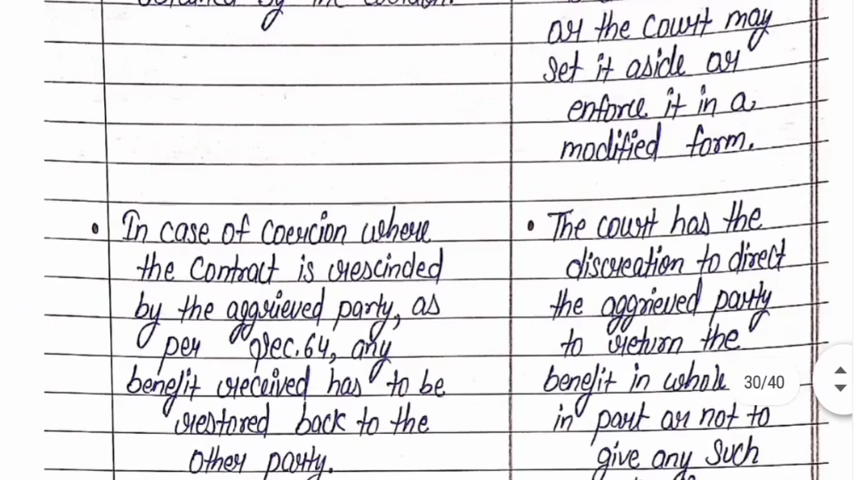 or the court may
set it aside or
enforce it in a
modified form.
• In case of Coercion where
the Contract is rescinded
by the aggrieved party, as
per Sec.64, any
benefit received has to be
restored back to the
Other party.
• The court has the
discreation to direct
the aggrieved party
to return the
benefit in whole
in part or not to
give any such
30/40